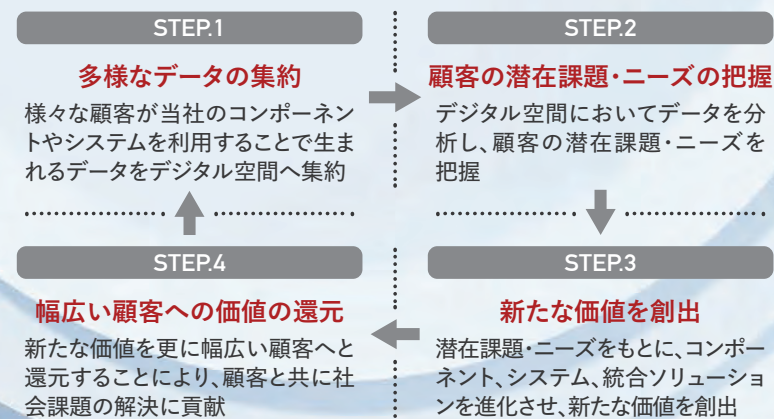 STEP.1
多様なデータの集約
様々な顧客が当社のコンポーネン
トやシステムを利用することで生ま
れるデータをデジタル空間へ集約
STEP.2
顧客の潜在課題・ニーズの把握
デジタル空間においてデータを分
析し、顧客の潜在課題・ニーズを
把握
STEP.3
新たな価値を創出
潜在課題・ニーズをもとに、コンポー
ネント、システム、統合ソリューショ
ンを進化させ、新たな価値を創出
STEP.4
幅広い顧客への価値の還元
新たな価値を更に幅広い顧客へと
還元することにより、顧客と共に社
会課題の解決に貢献